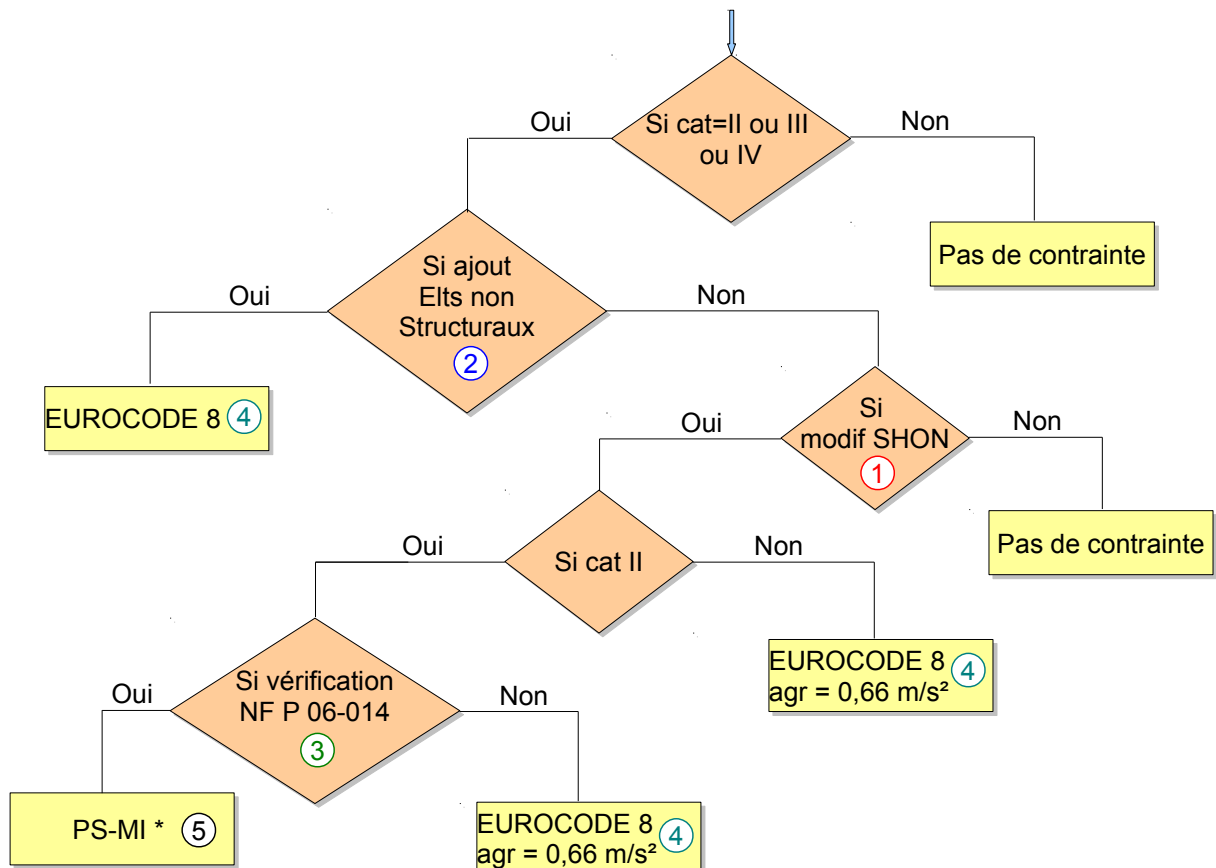 Si cat=II ou III
ou IV
Oui
Non
Pas de contrainte
Si ajout
Elts non
Structuraux
2
Oui
Non
EUROCODE 8 4
Si
modif SHON
1
Oui
Non
Pas de contrainte
Si cat II
Oui
Non
EUROCODE 8 4
agr = 0,66 m/s²
Si vérification
NF P 06-014
3
Oui
Non
PS-MI * 5
EUROCODE 8 4
agr = 0,66 m/s²